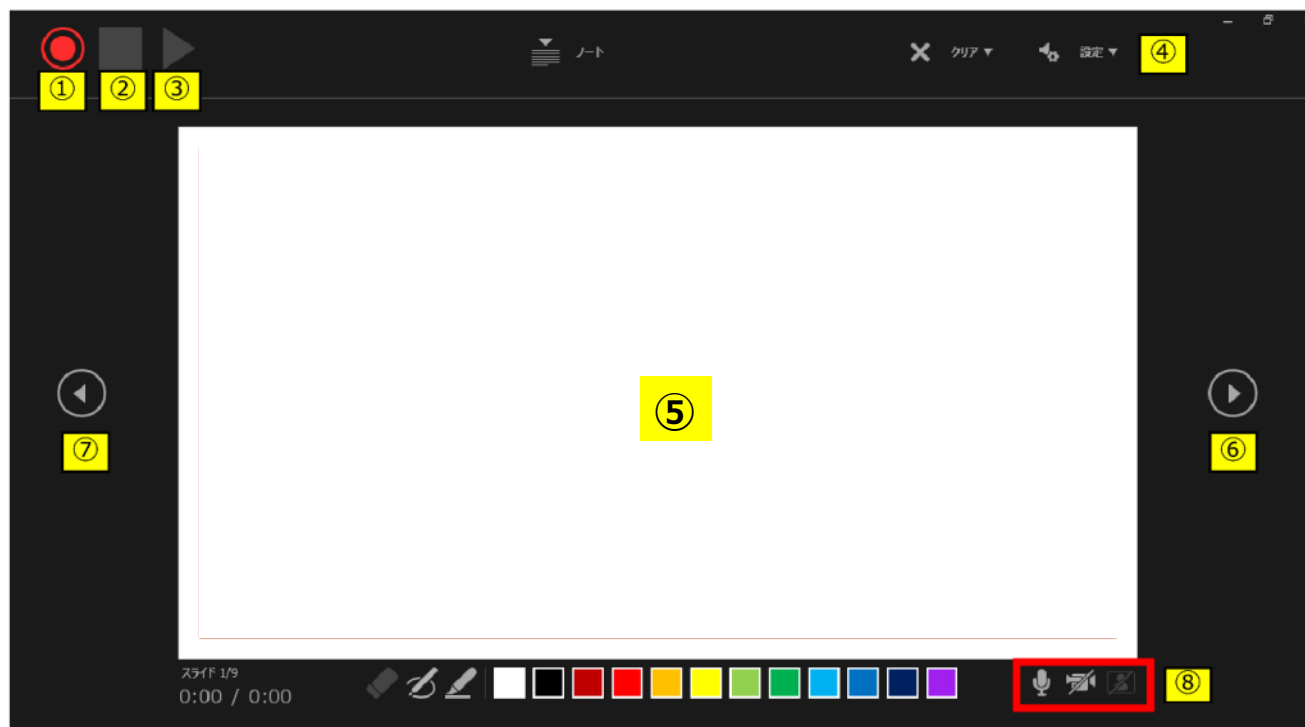 ノート
クリア ▼
設定 ▼
④
①
②
③
⑤
⑦
⑥
スライド 1/9
0:00 / 0:00
⑧